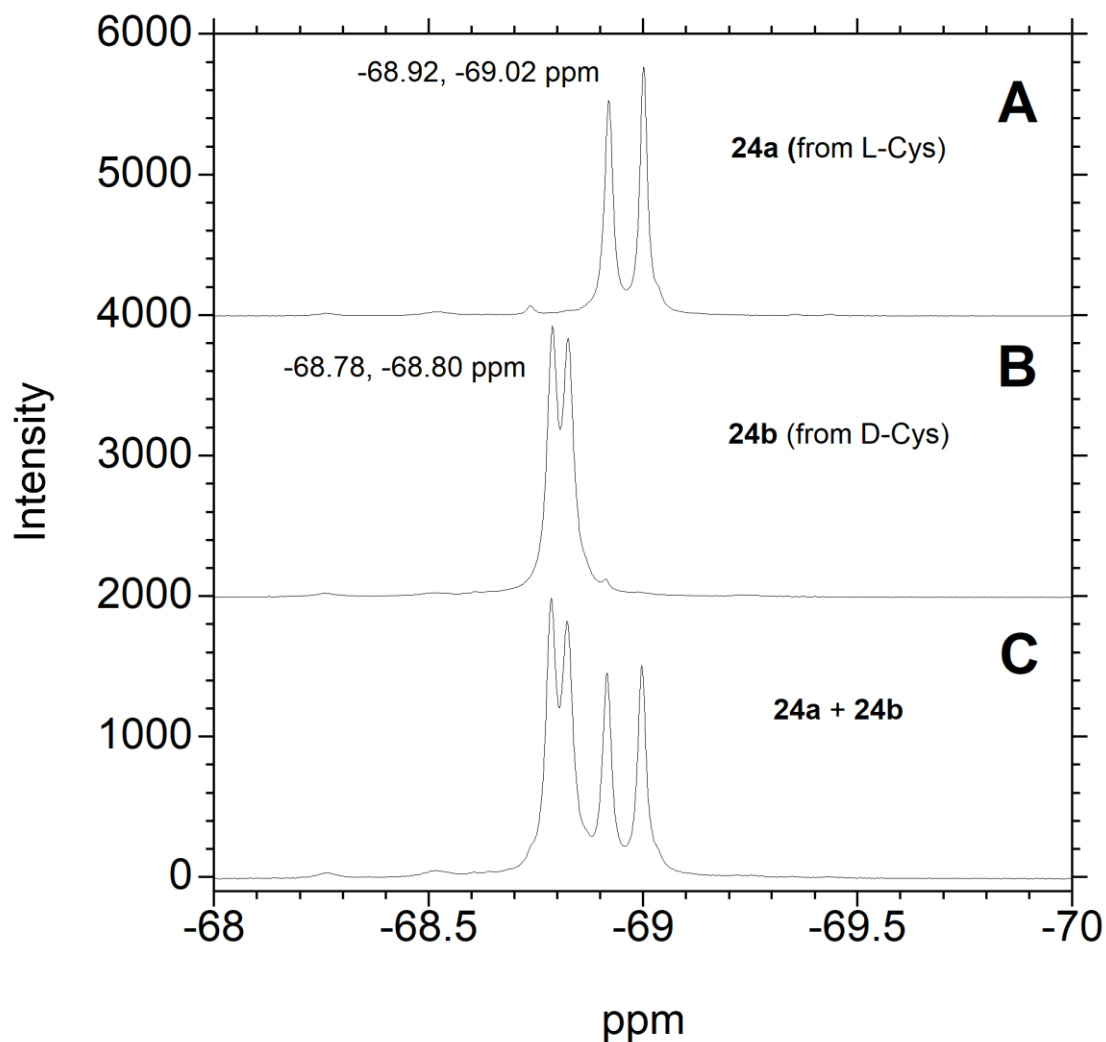 6000
-68.92, -69.02 ppm
A
24a (from L-Cys)
5000
4000
B
-68.78, -68.80 ppm
24b (from D-Cys)
3000
Intensity
2000
C
24a + 24b
1000
0
-68
-68.5
-69
-69.5
-70
ppm